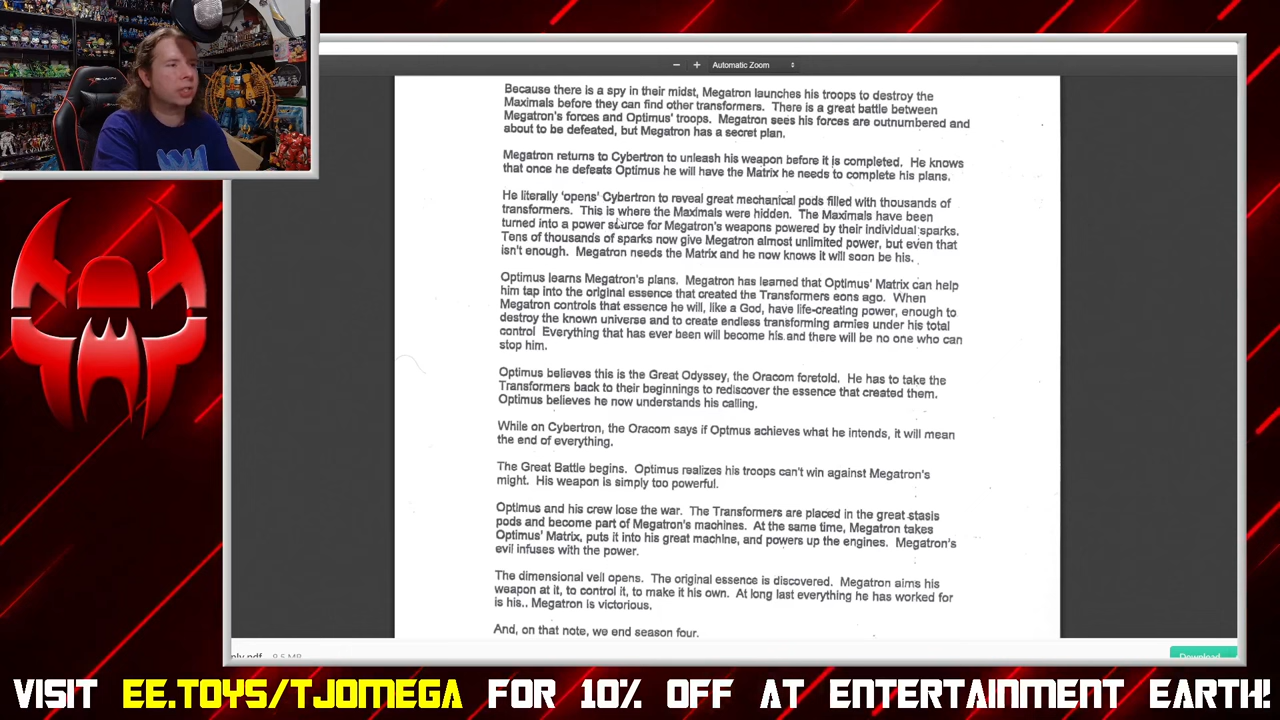 Automatic Zoom
Because there is a spy in their midst, Megatron launches his troops to destroy the
Maximals before they can find other transformers. There is a great battle between
Megatron's forces and Optimus' troops. Megatron sees his forces are outnumbered and
about to be defeated, but Megatron has a secret plan.
Megatron returns to Cybertron to unleash his weapon before it is completed. He knows
that once he defeats Optimus he will have the Matrix he needs to complete his plans.
He literally 'opens' Cybertron to reveal great mechanical pods filled with thousands of
transformers. This is where the Maximals were hidden. The Maximals have been
turned into a power source for Megatron's weapons powered by their individual sparks.
Tens of thousands of sparks now give Megatron almost unlimited power, but even that
isn't enough. Megatron needs the Matrix and he now knows it will soon be his.
Optimus learns Megatron's plans. Megatron has learned that Optimus' Matrix can help
him tap into the original essence that created the Transformers eons ago. When
Megatron controls that essence he will, like a God, have life-creating power, enough to
destroy the known universe and to create endless transforming armies under his total
control Everything that has ever been will become his and there will be no one who can
stop him.
Optimus believes this is the Great Odyssey, the Oracom foretold. He has to take the
Transformers back to their beginnings to rediscover the essence that created them.
Optimus believes he now understands his calling.
While on Cybertron, the Oracom says if Optmus achieves what he intends, it will mean
the end of everything.
The Great Battle begins. Optimus realizes his troops can't win against Megatron's
might. His weapon is simply too powerful.
Optimus and his crew lose the war. The Transformers are placed in the great stasis
pods and become part of Megatron's machines. At the same time, Megatron takes
Optimus' Matrix, puts it into his great machine, and powers up the engines. Megatron's
evil infuses with the power.
The dimensional veil opens. The original essence is discovered. Megatron aims his
weapon at it, to control it, to make it his own. At long last everything he has worked for
is his.. Megatron is victorious.
And, on that note, we end season four.
9.5 MB
Download
VISIT EE.TOYS/TJOMEGA FOR 10% OFF AT ENTERTAINMENT EARTH!